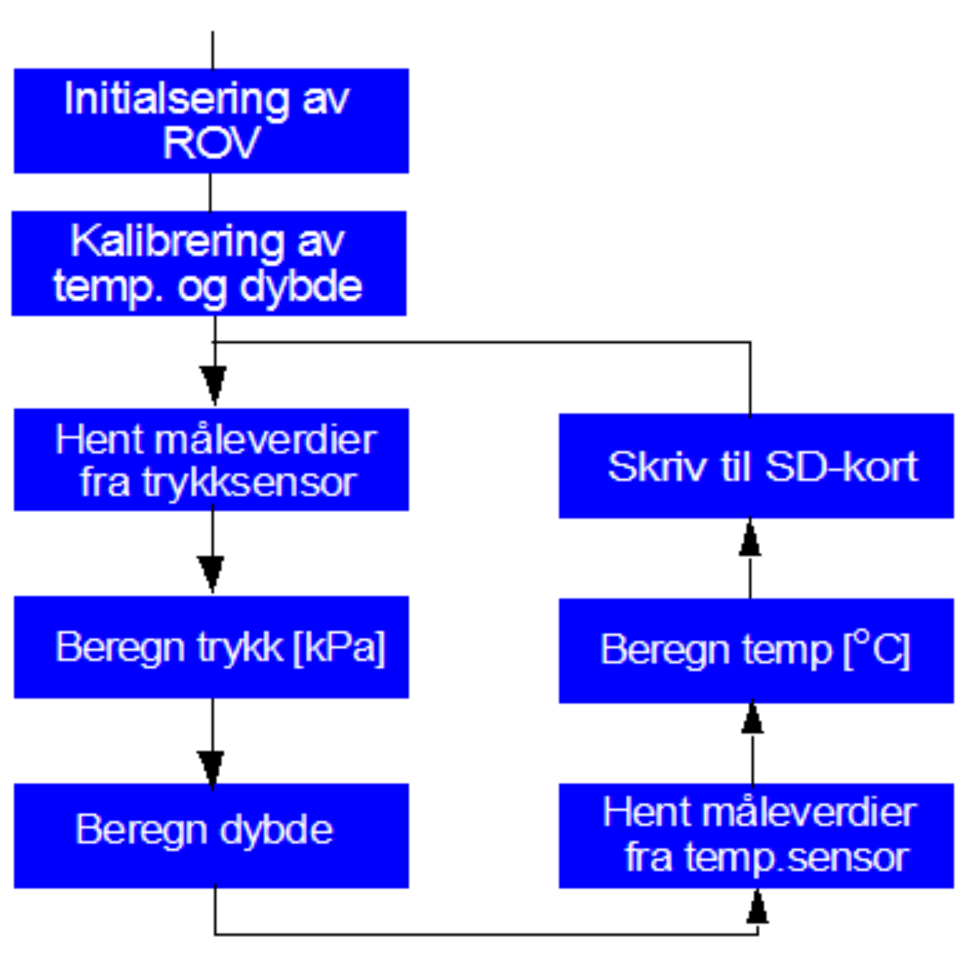 Initialsering av
ROV
Kalibrering av
temp. og dybde
Hent måleverdier
fra trykksensor
Beregn trykk [kPa]
Beregn dybde
Hent måleverdier
fra temp.sensor
Beregn temp [°C]
Skriv til SD-kort